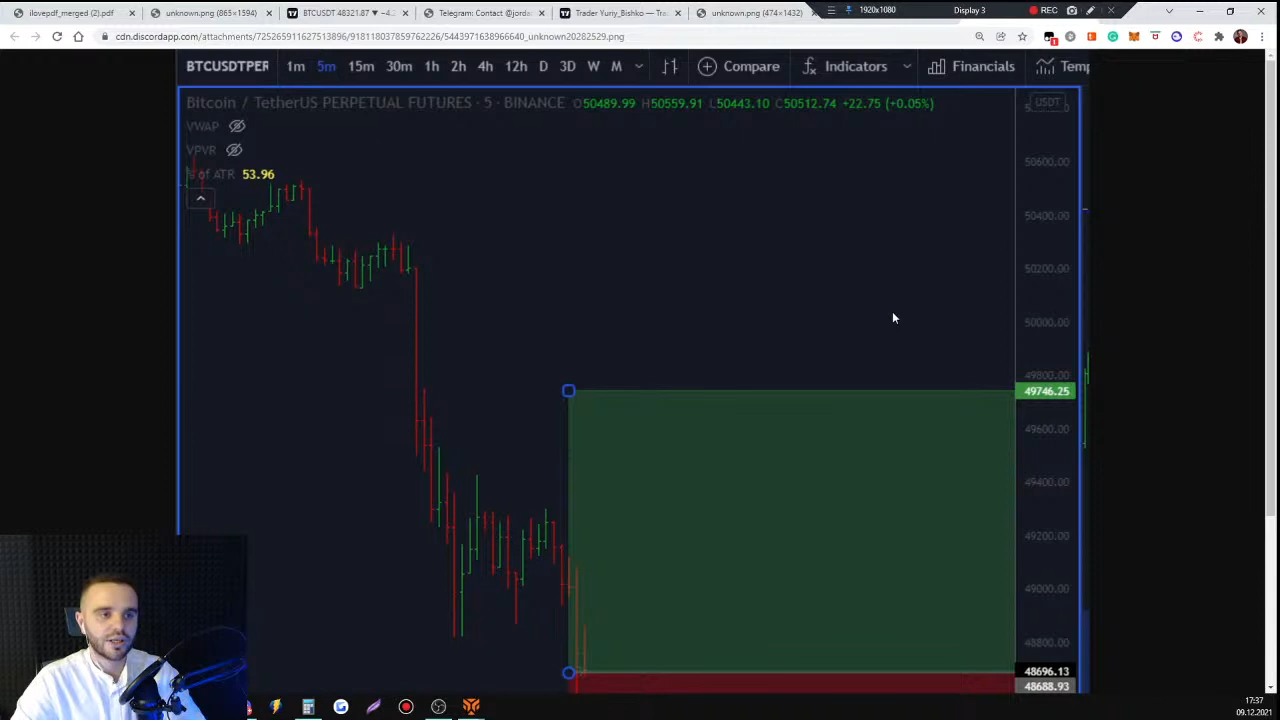 ilovepdf_merged (2).pdf
unknown.png (865×1594)
BTCUSDT 48321.87 ▼ −4...
Telegram: Contact @jorda
Trader Yuriy_Bishko — Tra
unknown.png (474×1432)
1920x1080
Display 3
REC
cdn.discordapp.com/attachments/725265911627513896/918118037859762226/5443971638966640_unknown20282529.png
BTCUSDTPER 1m 5m 15m 30m 1h 2h 4h 12h D 3D W M Compare Indicators Financials Temp
Bitcoin / TetherUS PERPETUAL FUTURES · 5 · BINANCE O50489.99 H50559.91 L50443.10 C50512.74 +22.75 (+0.05%)
USDT
VWAP
VPVR
% of ATR 53.96
50600.00
50400.00
50200.00
50000.00
49800.00
49746.25
49600.00
49400.00
49200.00
49000.00
48800.00
48696.13
48688.93
17:37
09.12.2021